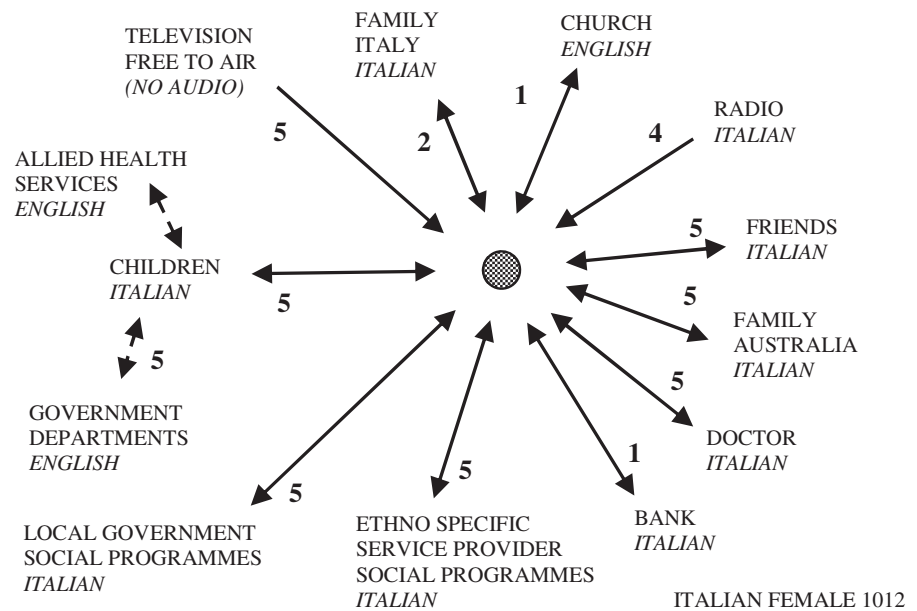 TELEVISION
FREE TO AIR
(NO AUDIO)
5
FAMILY
ITALY
ITALIAN
2
CHURCH
ENGLISH
1
RADIO
ITALIAN
4
ALLIED HEALTH
SERVICES
ENGLISH
CHILDREN
ITALIAN
5
FRIENDS
ITALIAN
5
FAMILY
AUSTRALIA
ITALIAN
5
DOCTOR
ITALIAN
5
GOVERNMENT
DEPARTMENTS
ENGLISH
5
LOCAL GOVERNMENT
SOCIAL PROGRAMMES
ITALIAN
5
ETHNO SPECIFIC
SERVICE PROVIDER
SOCIAL PROGRAMMES
ITALIAN
5
BANK
ITALIAN
1
ITALIAN FEMALE 1012